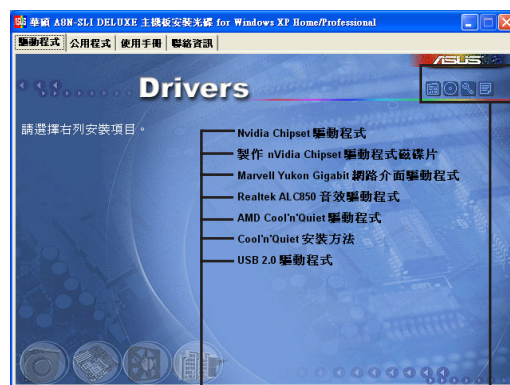 華碩 A8N-SLI DELUXE 主機板安裝光碟 for Windows XP Home/Professional
驅動程式 公用程式 使用手冊 聯絡資訊
ASUS
Drivers
請選擇右列安裝項目。
Nvidia Chipset 驅動程式
製作 nVidia Chipset 驅動程式磁碟片
Marvell Yukon Gigabit 網路介面驅動程式
Realtek ALC850 音效驅動程式
AMD Cool'n'Quiet 驅動程式
Cool'n'Quiet 安裝方法
USB 2.0 驅動程式